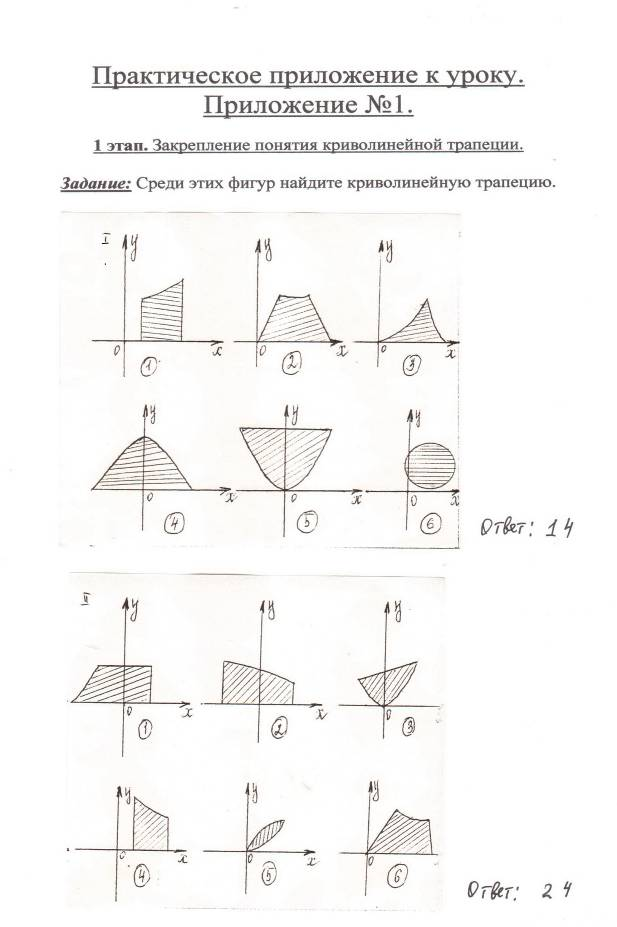 Практическое приложение к уроку.
Приложение №1.
1 этап. Закрепление понятия криволинейной трапеции.
Задание: Среди этих фигур найдите криволинейную трапецию.
I y y y
0 x 0 x 0 x
1 2 3
y y y
0 x 0 x 0 x
4 5 6
Ответ: 1 4
II y y y
0 x 0 x 0 x
1 2 3
y y y
0 x 0 x 0 x
4 5 6
Ответ: 2 4